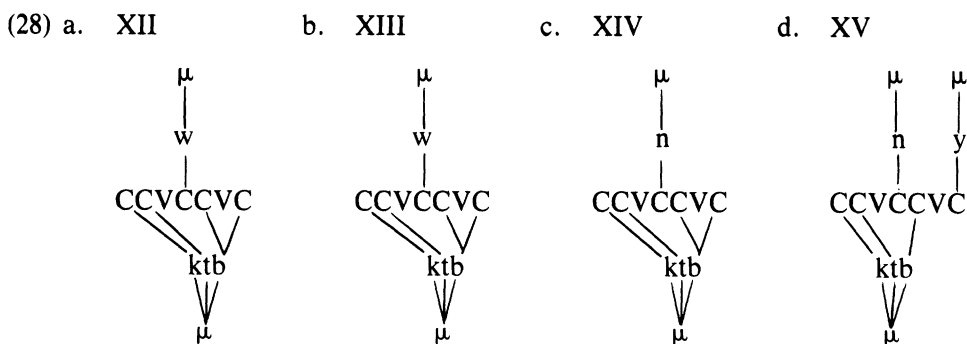 (28) a. XII b. XIII c. XIV d. XV
μ μ μ μ μ
w w n n y
CCVCCVC CCVCCVC CCVCCVC CCVCCVC
ktb ktb ktb ktb
μ μ μ μ